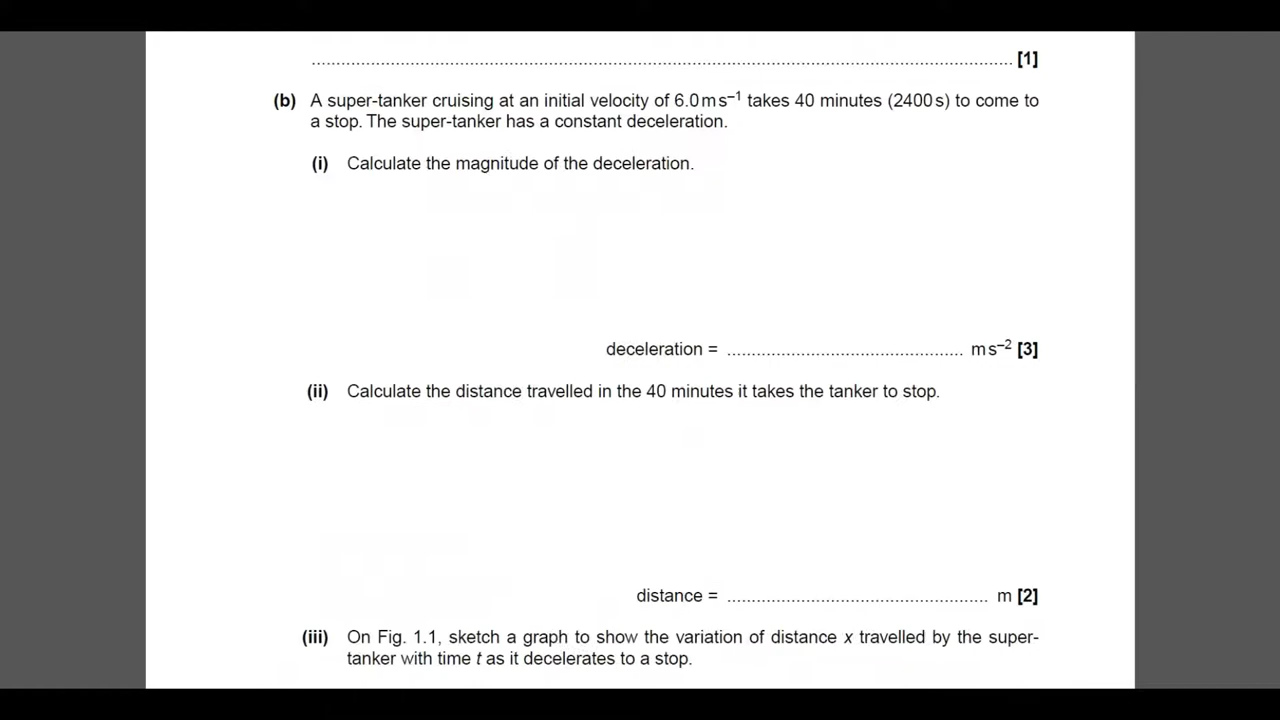 ........................................................................................................................................ [1]
(b) A super-tanker cruising at an initial velocity of 6.0 m s⁻¹ takes 40 minutes (2400 s) to come to
a stop. The super-tanker has a constant deceleration.
(i) Calculate the magnitude of the deceleration.
deceleration = ................................................ m s⁻² [3]
(ii) Calculate the distance travelled in the 40 minutes it takes the tanker to stop.
distance = ..................................................... m [2]
(iii) On Fig. 1.1, sketch a graph to show the variation of distance x travelled by the super-
tanker with time t as it decelerates to a stop.